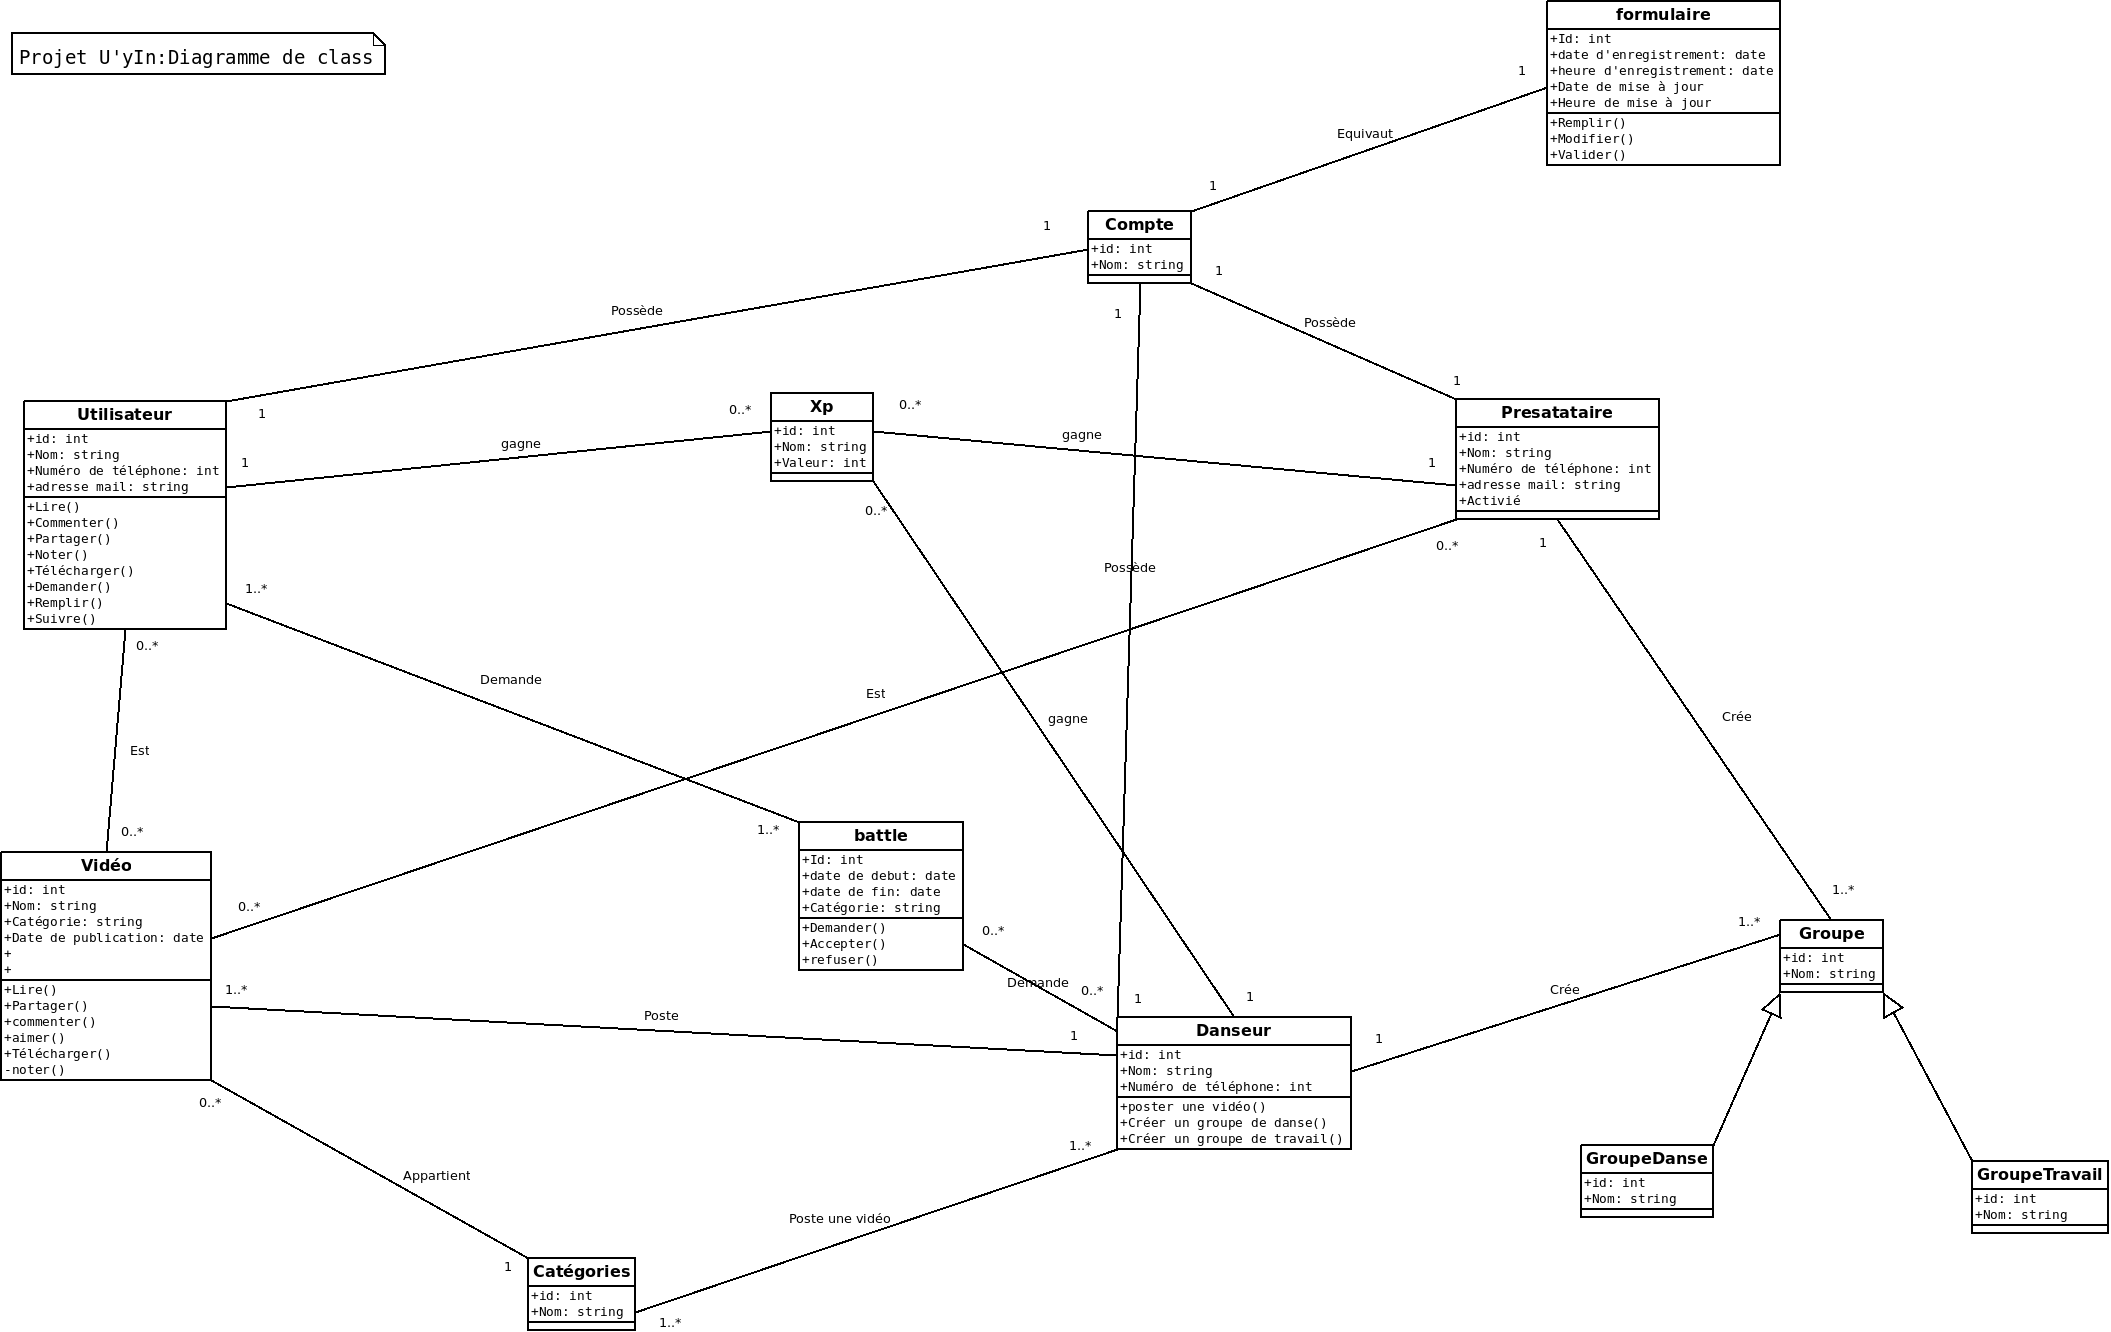 Projet U'yIn:Diagramme de class
formulaire
+Id: int
+date d'enregistrement: date
+heure d'enregistrement: date
+Date de mise à jour
+Heure de mise à jour
+Remplir()
+Modifier()
+Valider()
1
Equivaut
1
Compte
+id: int
+Nom: string
1
Possède
1
1
Possède
1
1
Possède
1
Utilisateur
+id: int
+Nom: string
+Numéro de téléphone: int
+adresse mail: string
+Lire()
+Commenter()
+Partager()
+Noter()
+Télécharger()
+Demander()
+Remplir()
+Suivre()
1
gagne
0..*
Xp
+id: int
+Nom: string
+Valeur: int
0..*
gagne
1
0..*
gagne
1
Presatataire
+id: int
+Nom: string
+Numéro de téléphone: int
+adresse mail: string
+Activié
0..*
Est
0..*
1
Crée
1..*
1..*
Demande
1..*
0..*
Est
0..*
Vidéo
+id: int
+Nom: string
+Catégorie: string
+Date de publication: date
+
+
+Lire()
+Partager()
+commenter()
+aimer()
+Télécharger()
-noter()
battle
+Id: int
+date de debut: date
+date de fin: date
+Catégorie: string
+Demander()
+Accepter()
+refuser()
0..*
Demande
0..*
1..*
Poste
1
Danseur
+id: int
+Nom: string
+Numéro de téléphone: int
+poster une vidéo()
+Créer un groupe de danse()
+Créer un groupe de travail()
1
Crée
1..*
Groupe
+id: int
+Nom: string
GroupeDanse
+id: int
+Nom: string
GroupeTravail
+id: int
+Nom: string
0..*
Appartient
1
1..*
Poste une vidéo
1..*
Catégories
+id: int
+Nom: string